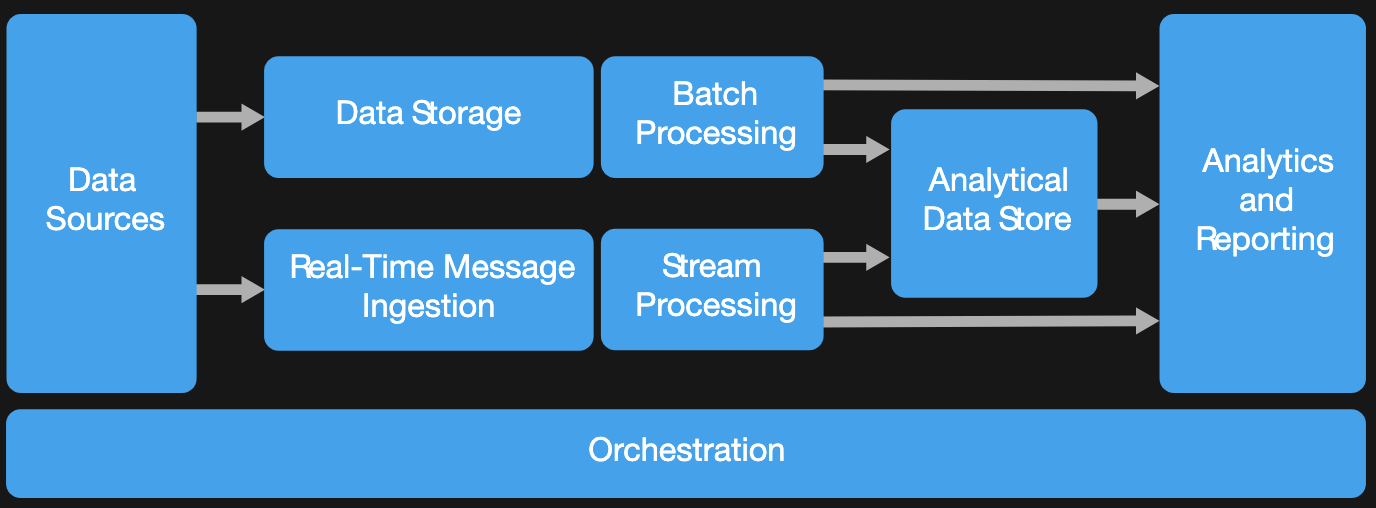 Data
Sources
Data Storage
Batch
Processing
Real-Time Message
Ingestion
Stream
Processing
Analytical
Data Store
Analytics
and
Reporting
Orchestration